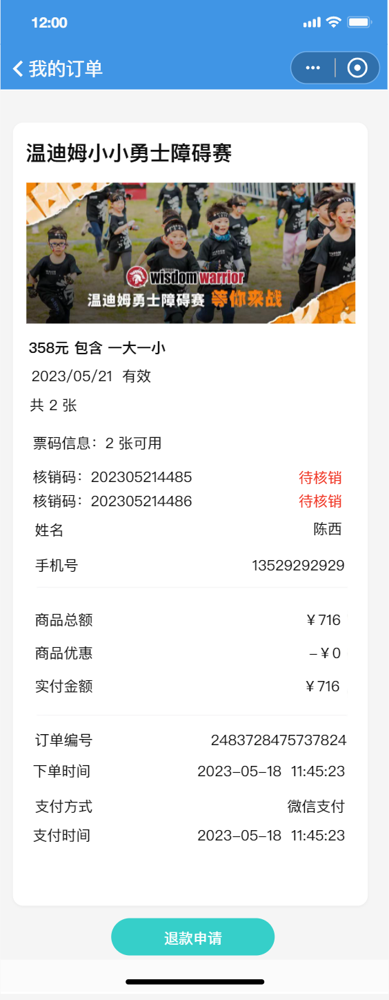 12:00
我的订单
温迪姆小小勇士障碍赛
wisdom warrior
温迪姆勇士障碍赛 等你来战
358元 包含 一大一小
2023/05/21 有效
共 2 张
票码信息：2 张可用
核销码：202305214485 待核销
核销码：202305214486 待核销
姓名 陈西
手机号 13529292929
商品总额 ¥716
商品优惠 -¥0
实付金额 ¥716
订单编号 2483728475737824
下单时间 2023-05-18 11:45:23
支付方式 微信支付
支付时间 2023-05-18 11:45:23
退款申请